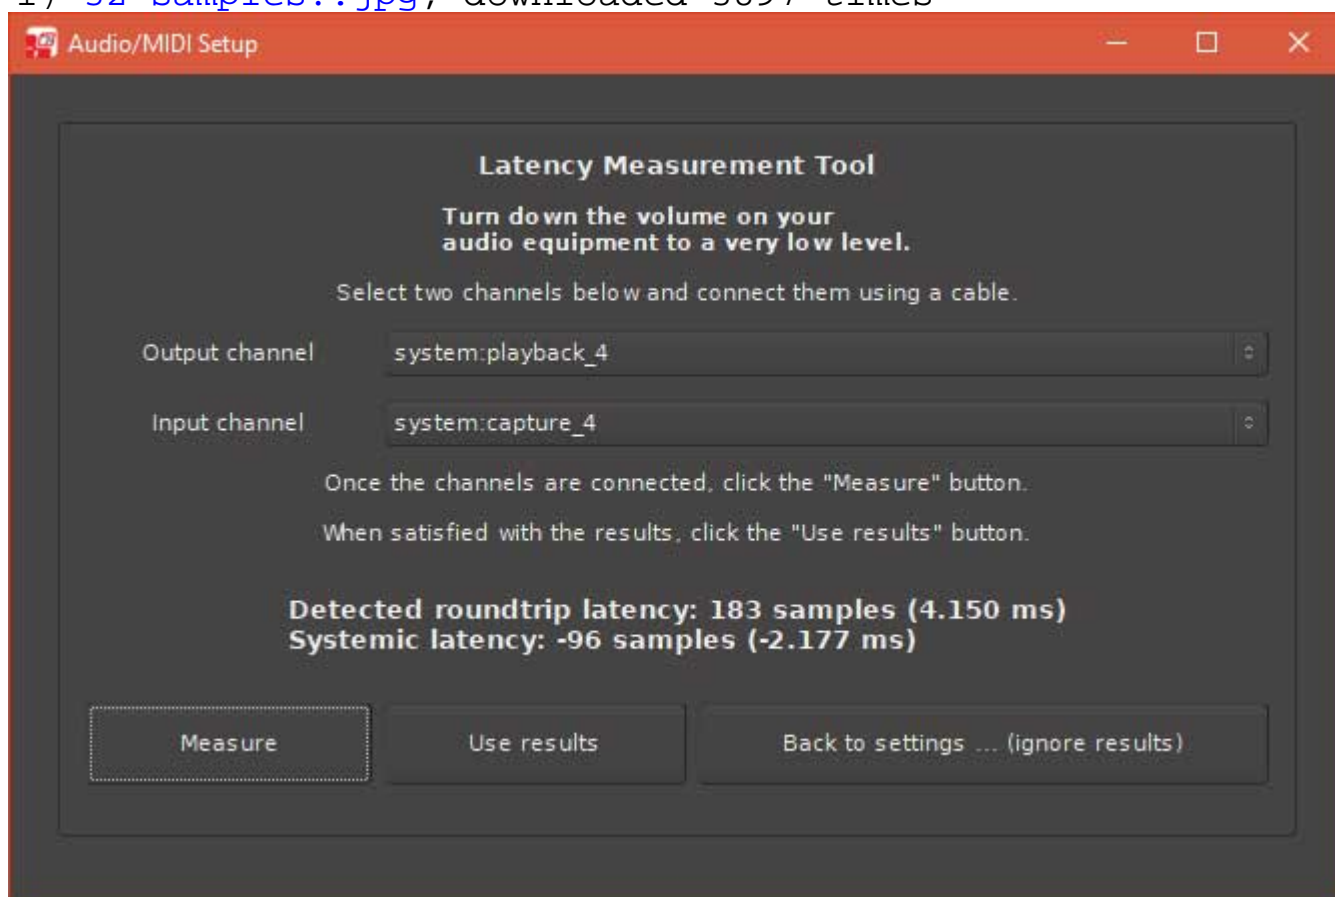 samples..jpg, downloaded times
Audio/MIDI Setup
Latency Measurement Tool
Turn down the volume on your
audio equipment to a very low level.
Select two channels below and connect them using a cable.
Output channel system:playback_4
Input channel system:capture_4
Once the channels are connected, click the "Measure" button.
When satisfied with the results, click the "Use results" button.
Detected roundtrip latency: 183 samples (4.150 ms)
Systemic latency: -96 samples (-2.177 ms)
Measure Use results Back to settings ... (ignore results)